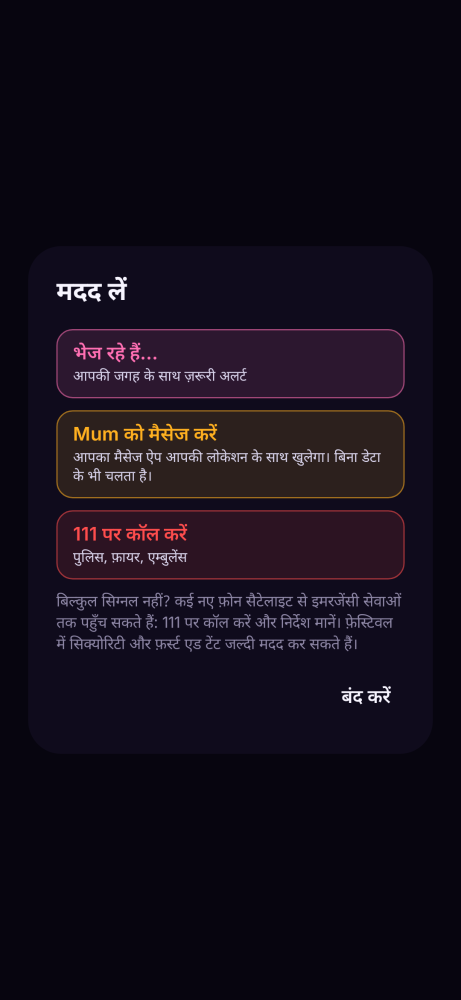 मदद लें
भेज रहे हैं…
आपकी जगह के साथ ज़रूरी अलर्ट
Mum को मैसेज करें
आपका मैसेज ऐप आपकी लोकेशन के साथ खुलेगा। बिना डेटा
के भी चलता है।
111 पर कॉल करें
पुलिस, फ़ायर, एम्बुलेंस
बिल्कुल सिग्नल नहीं? कई नए फ़ोन सैटेलाइट से इमरजेंसी सेवाओं
तक पहुँच सकते हैं: 111 पर कॉल करें और निर्देश मानें। फ़ेस्टिवल
में सिक्योरिटी और फ़र्स्ट एड टेंट जल्दी मदद कर सकते हैं।
बंद करें